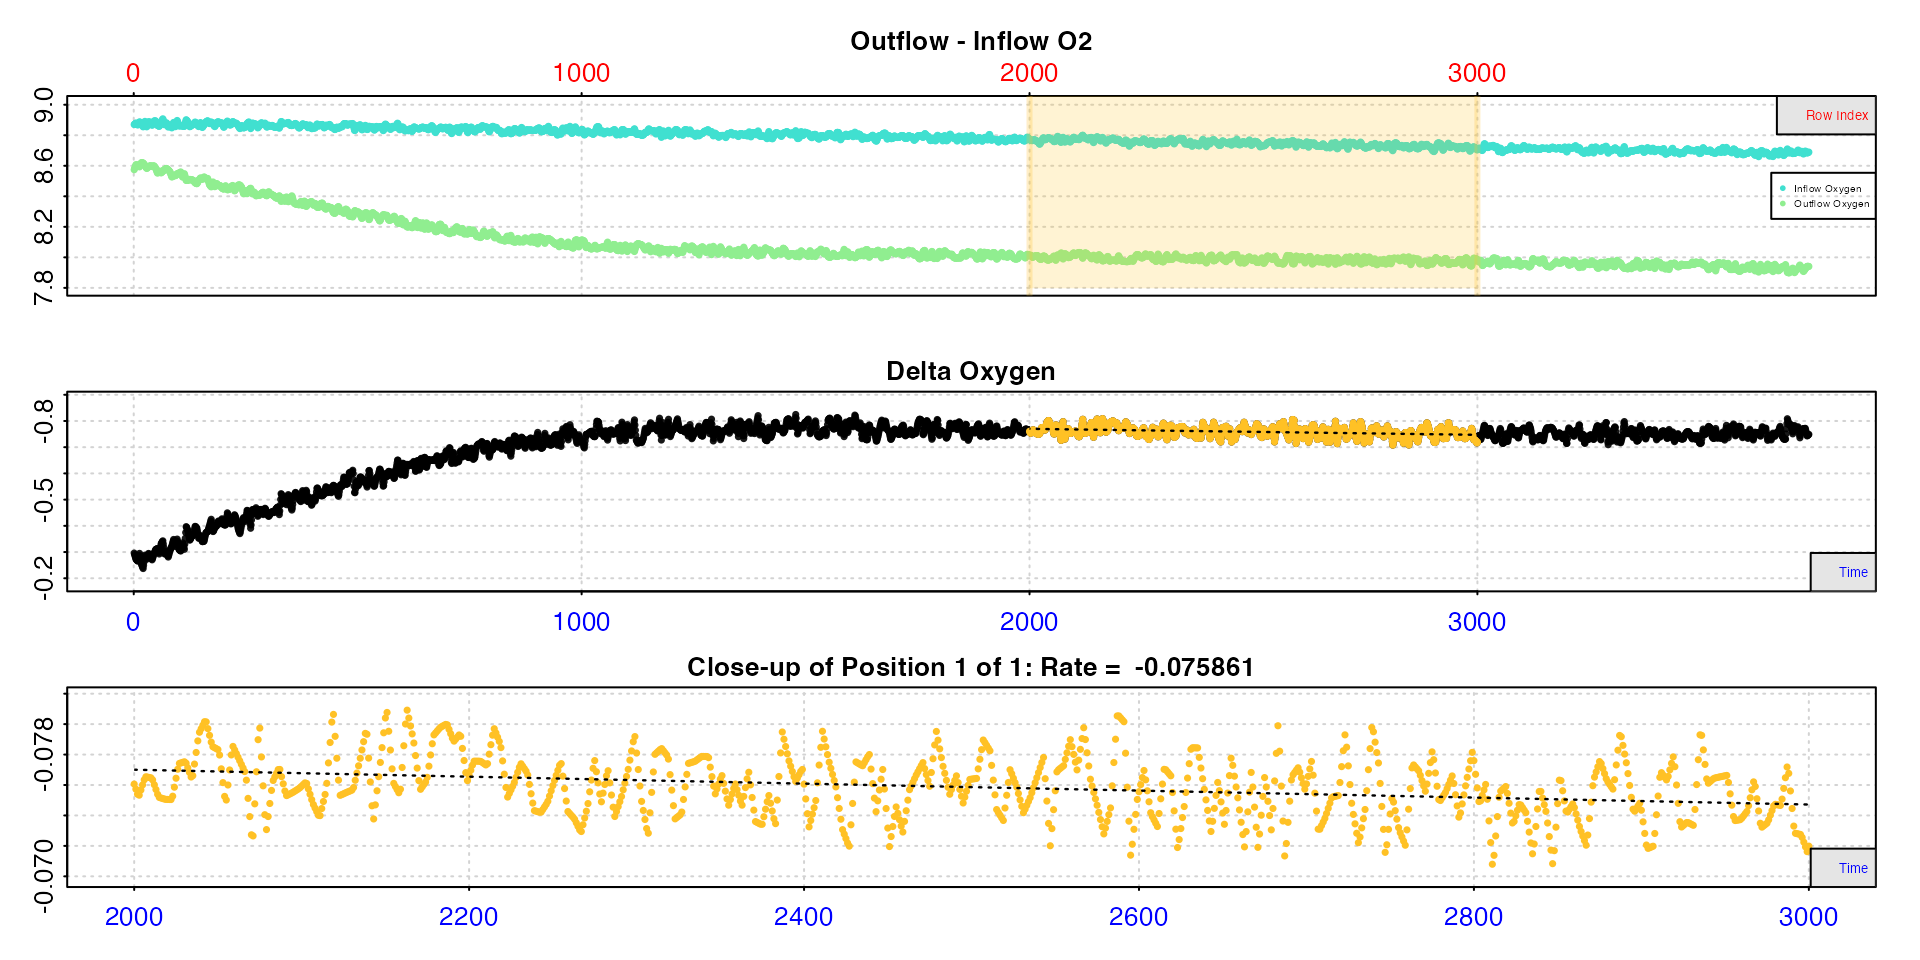 Outflow - Inflow O2
0 1000 2000 3000
9.0
8.6
8.2
7.8
Row Index
Inflow Oxygen
Outflow Oxygen
Delta Oxygen
-0.8
-0.5
-0.2
Time
0 1000 2000 3000
Close-up of Position 1 of 1: Rate = -0.075861
-0.078
-0.070
Time
2000 2200 2400 2600 2800 3000